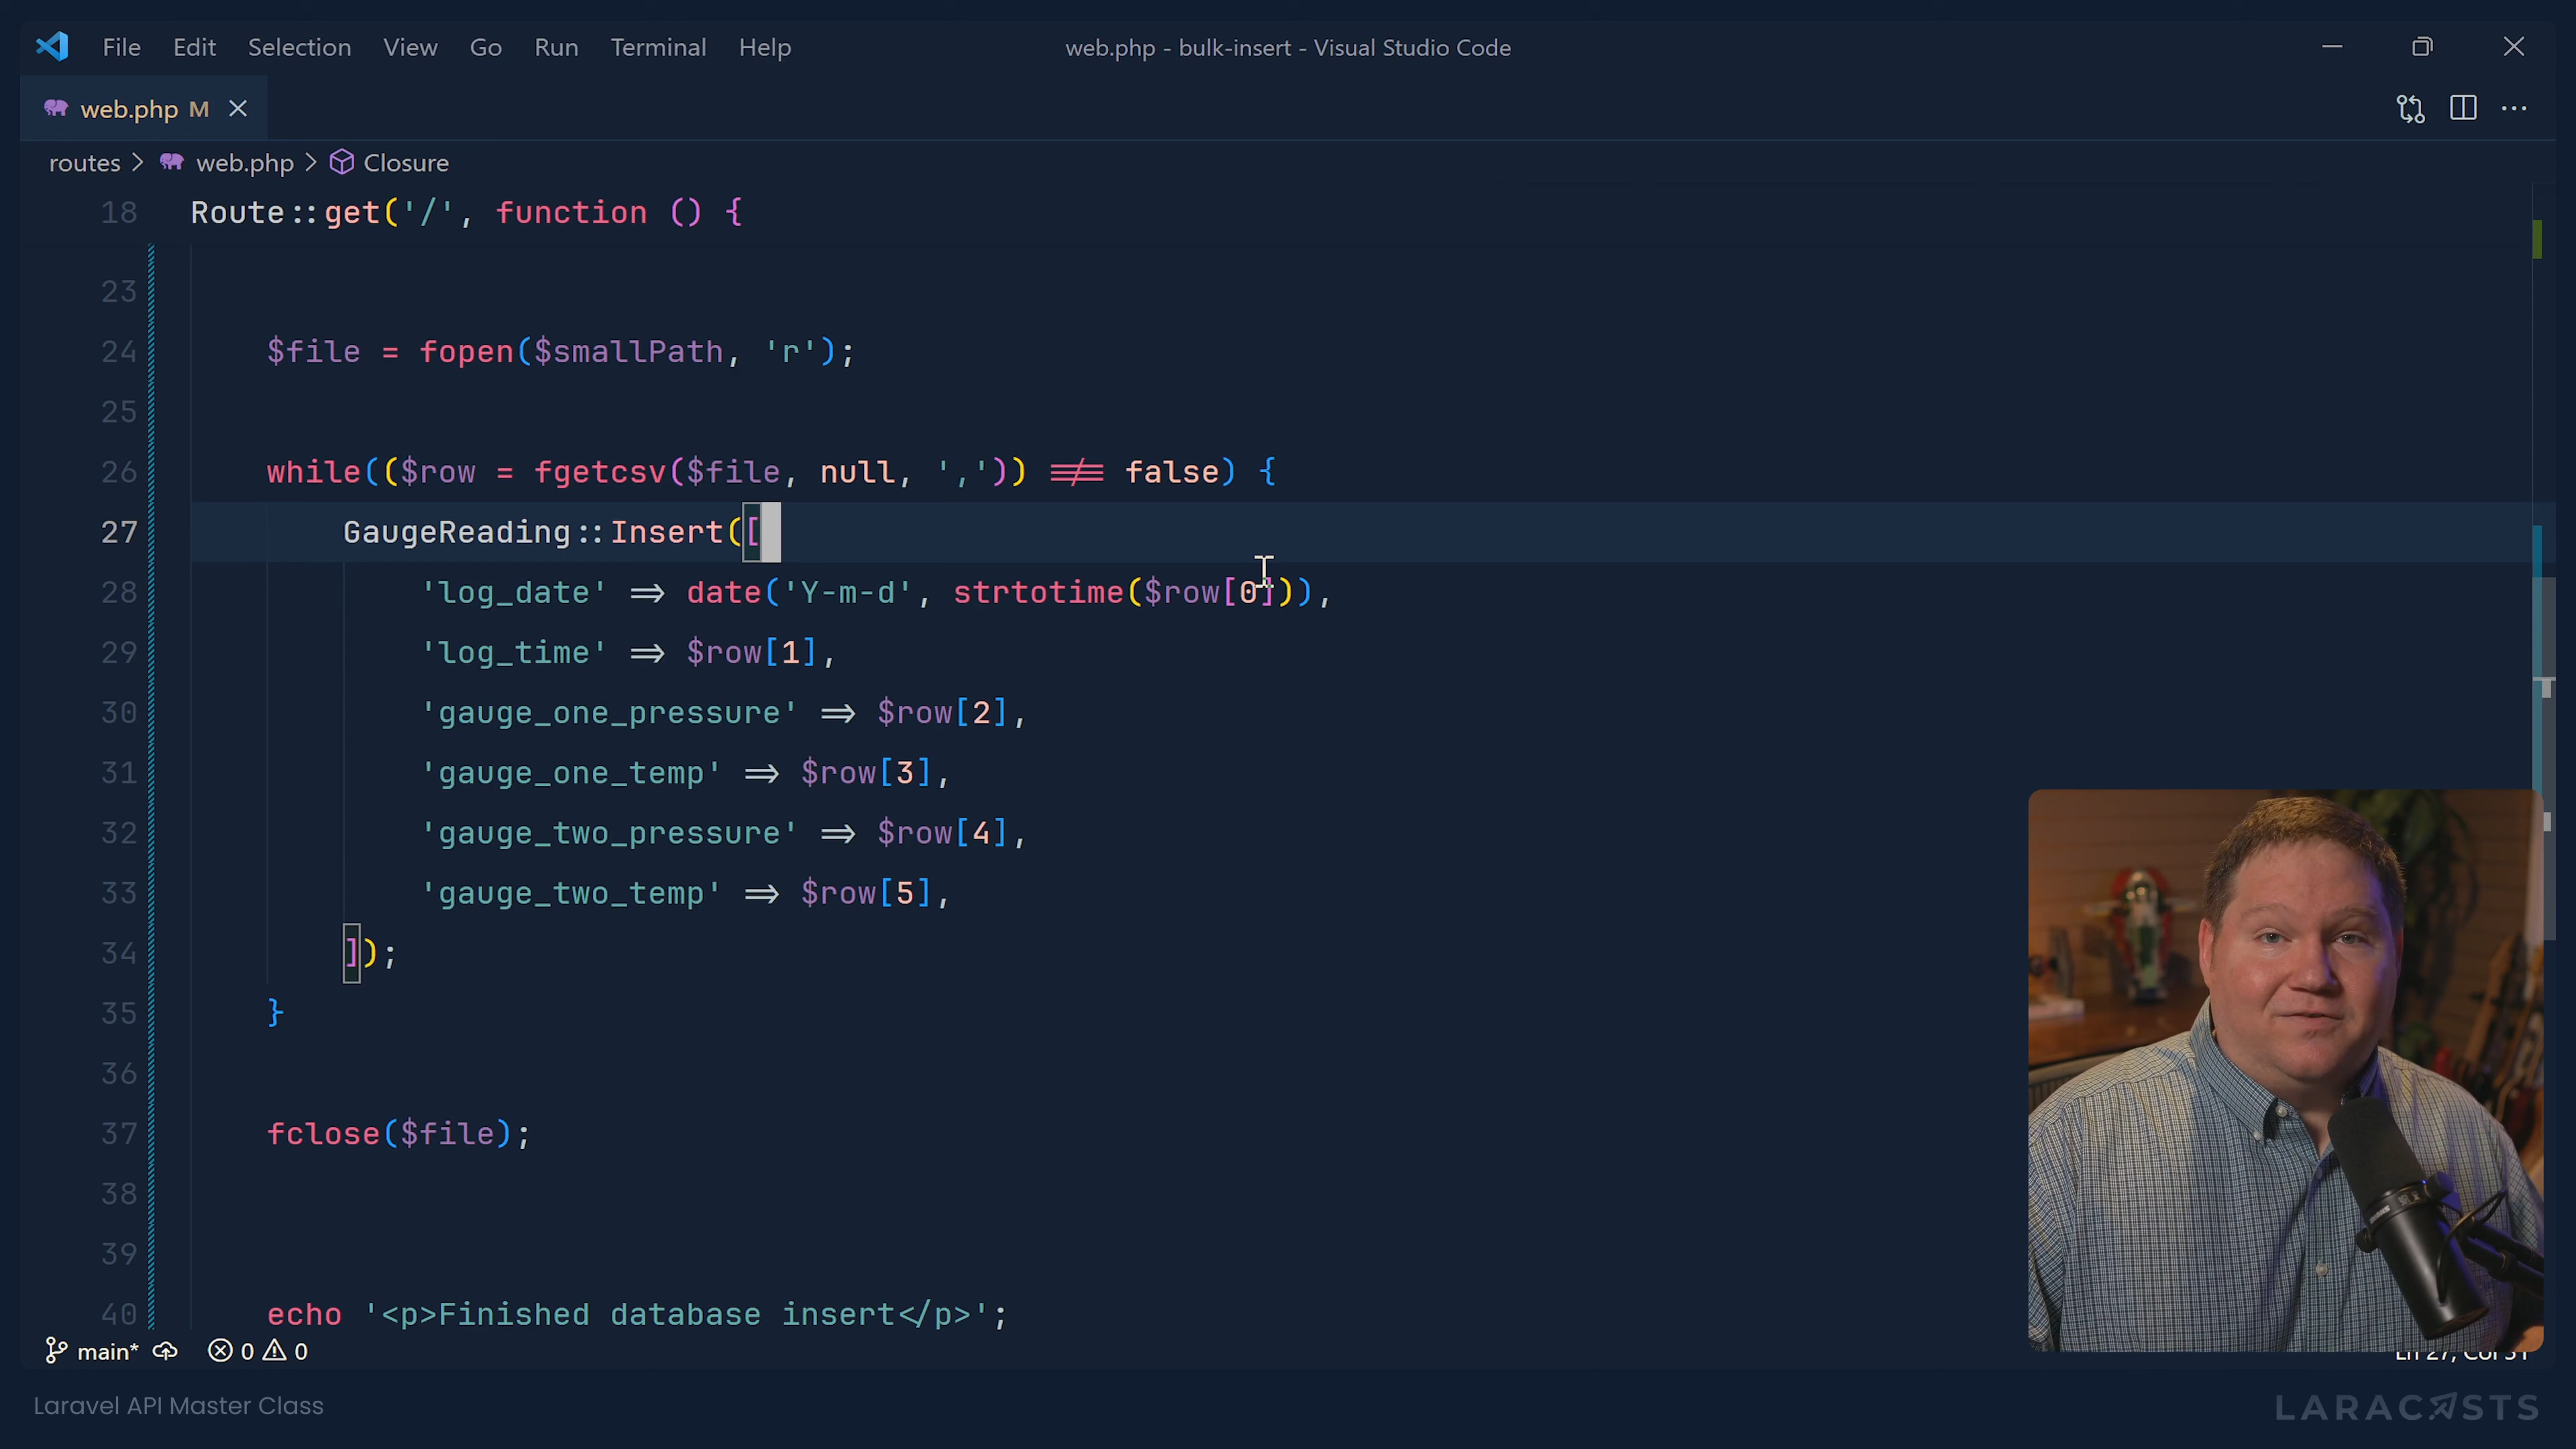 File Edit Selection View Go Run Terminal Help web.php - bulk-insert - Visual Studio Code
web.php M
routes > web.php > Closure
18 Route::get('/', function () {
23
24 $file = fopen($smallPath, 'r');
25
26 while(($row = fgetcsv($file, null, ',')) !== false) {
27 GaugeReading::Insert([
28 'log_date' => date('Y-m-d', strtotime($row[0])),
29 'log_time' => $row[1],
30 'gauge_one_pressure' => $row[2],
31 'gauge_one_temp' => $row[3],
32 'gauge_two_pressure' => $row[4],
33 'gauge_two_temp' => $row[5],
34 ]);
35 }
36
37 fclose($file);
38
39
40 echo '<p>Finished database insert</p>';
main* 0 0 Ln 27, Col 31
Laravel API Master Class LARACASTS